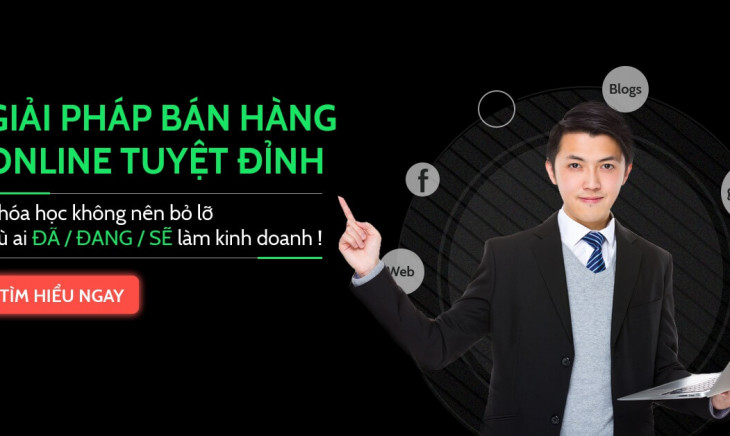 GIẢI PHÁP BÁN HÀNG
ONLINE TUYỆT ĐỈNH
hóa học không nên bỏ lỡ
ù ai ĐÃ / ĐANG / SẼ làm kinh doanh !
TÌM HIỂU NGAY
Blogs
f
Web
g